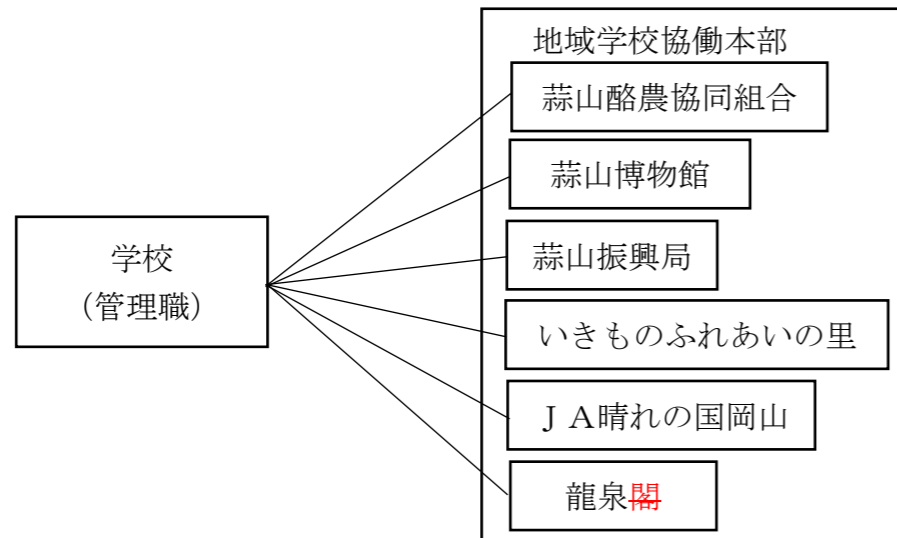 地域学校協働本部
蒜山酪農協同組合
蒜山博物館
学校
（管理職）
蒜山振興局
いきものふれあいの里
ＪＡ晴れの国岡山
龍泉閣